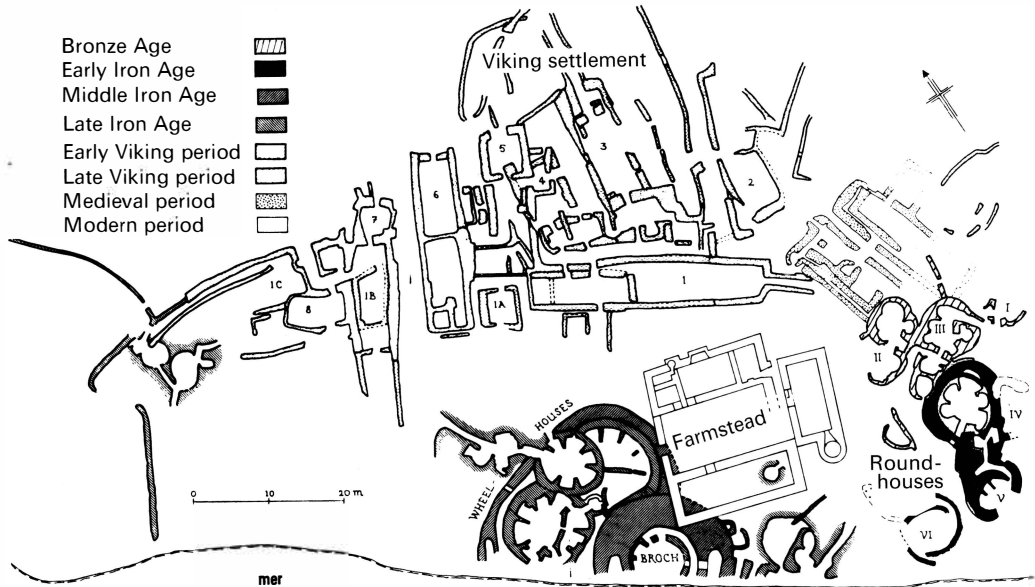 Bronze Age
Early Iron Age
Middle Iron Age
Late Iron Age
Early Viking period
Late Viking period
Medieval period
Modern period
Viking settlement
5
3
6
4
2
7
1C
1B
8
1A
1
I
III
II
IV
V
VI
HOUSES
WHEEL-
Farmstead
Round-
houses
BROCH
0 10 20 m
mer